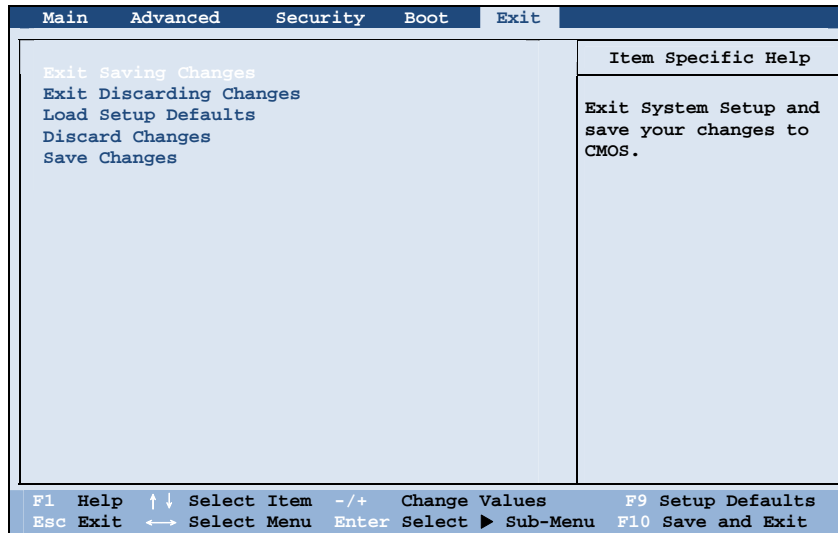 Main Advanced Security Boot Exit
Item Specific Help
Exit Saving Changes
Exit Discarding Changes
Load Setup Defaults
Discard Changes
Save Changes
Exit System Setup and
save your changes to
CMOS.
F1 Help ↑↓ Select Item -/+ Change Values F9 Setup Defaults
Esc Exit ←→ Select Menu Enter Select ▶ Sub-Menu F10 Save and Exit